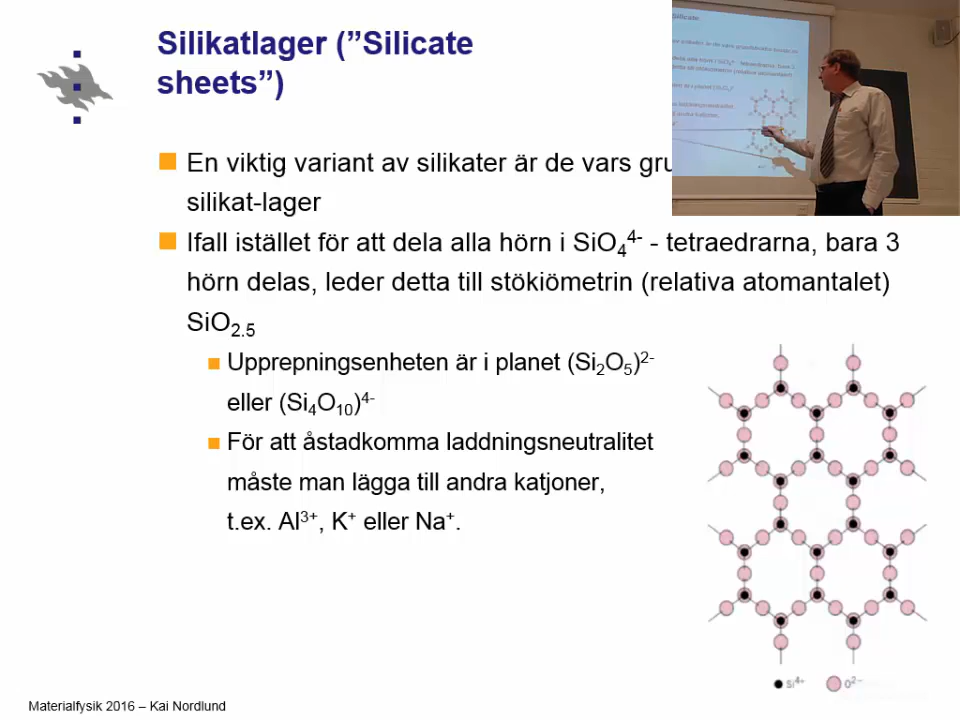 Silikatlager (”Silicate
sheets”)
En viktig variant av silikater är de vars
silikat-lager
Ifall istället för att dela alla hörn i SiO₄⁴⁻ - tetraedrarna, bara 3
hörn delas, leder detta till stökiömetrin (relativa atomantalet)
SiO₂.₅
Upprepningsenheten är i planet (Si₂O₅)²⁻
eller (Si₄O₁₀)⁴⁻
För att åstadkomma laddningsneutralitet
måste man lägga till andra katjoner,
t.ex. Al³⁺, K⁺ eller Na⁺.
Si⁴⁺ O²⁻
Materialfysik 2016 – Kai Nordlund